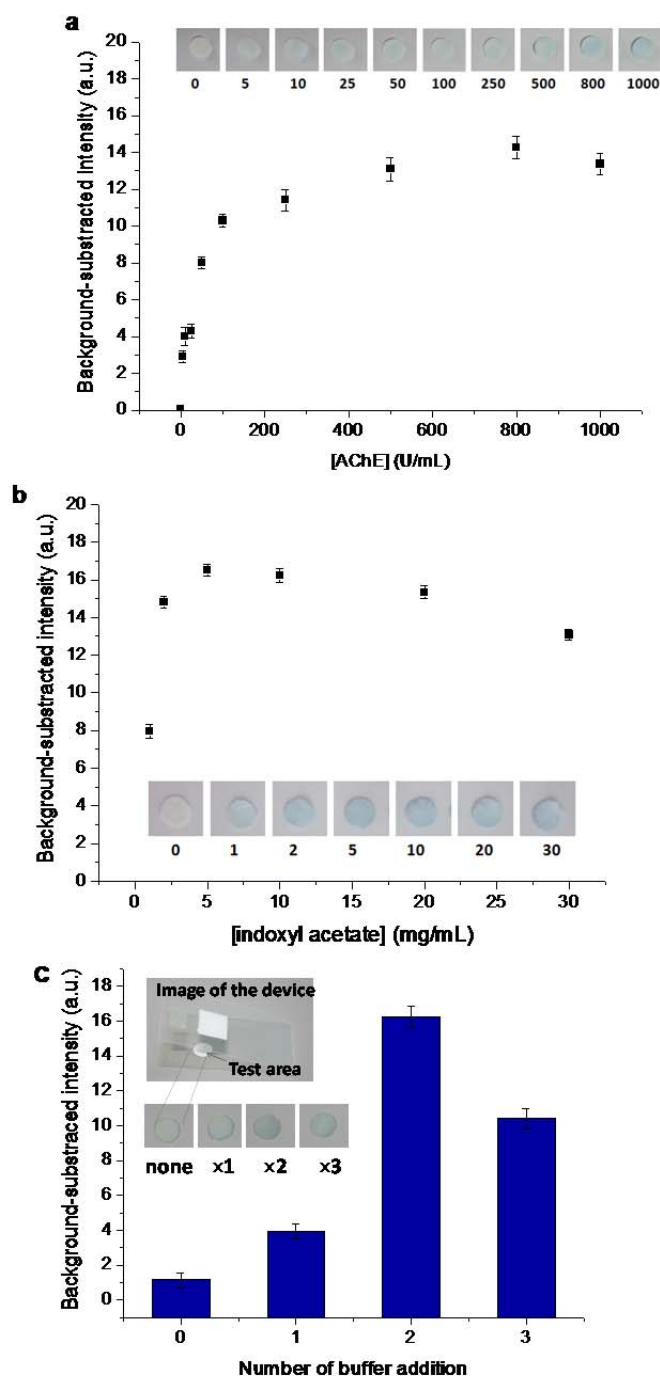 a
0 5 10 25 50 100 250 500 800 1000
20
18
16
14
12
10
8
6
4
2
0
Background-substracted Intensity (a.u.)
0 200 400 600 800 1000
[AChE] (U/mL)
b
20
18
16
14
12
10
8
6
4
2
0
Background-substracted intensity (a.u.)
0 1 2 5 10 20 30
0 5 10 15 20 25 30
[indoxyl acetate] (mg/mL)
c
18
16
14
12
10
8
6
4
2
0
Background-substraced intensity (a.u.)
Image of the device
Test area
none ×1 ×2 ×3
0 1 2 3
Number of buffer addition